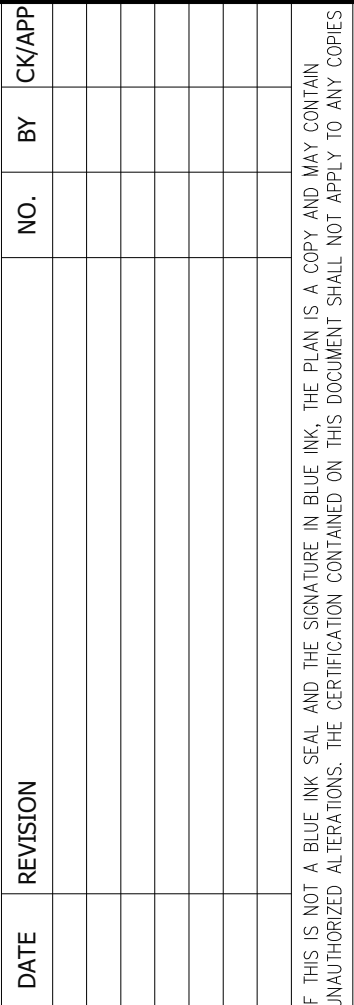 DATE REVISION NO. BY CK/APP
F THIS IS NOT A BLUE INK SEAL AND THE SIGNATURE IN BLUE INK, THE PLAN IS A COPY AND MAY CONTAIN
UNAUTHORIZED ALTERATIONS. THE CERTIFICATION CONTAINED ON THIS DOCUMENT SHALL NOT APPLY TO ANY COPIES